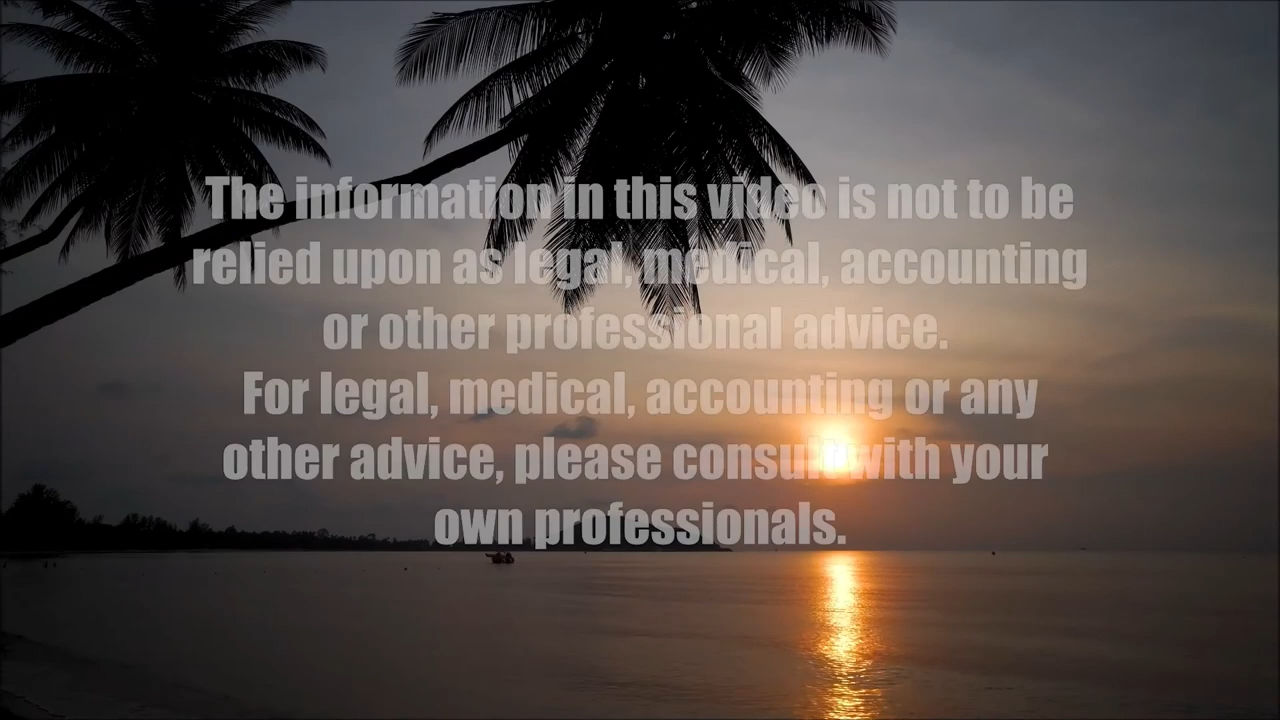 The information in this video is not to be
relied upon as legal, medical, accounting
or other professional advice.
For legal, medical, accounting or any
other advice, please consult with your
own professionals.